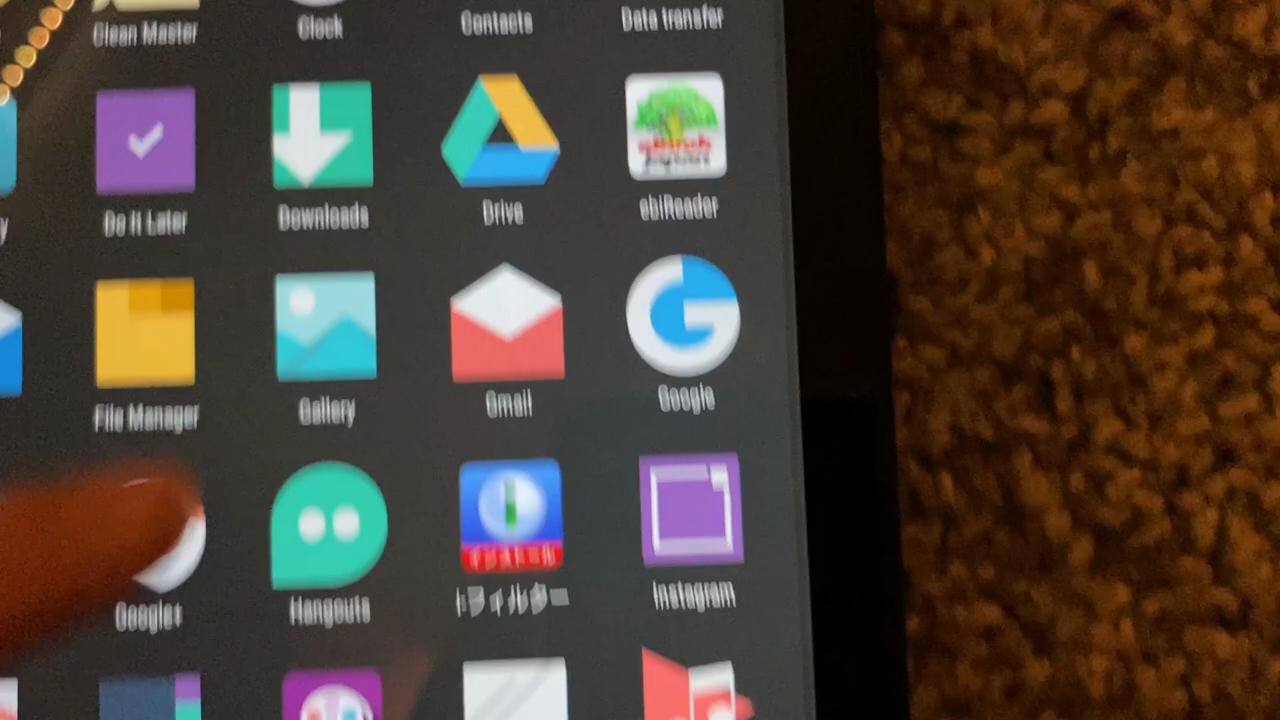 Clean Master
Clock
Contacts
Data transfer
Do It Later
Downloads
Drive
ebiReader
File Manager
Gallery
Gmail
Google
Google+
Hangouts
Instagram